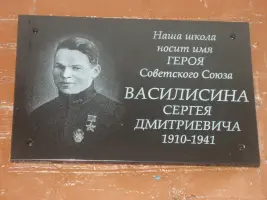 Наша школа
носит имя
ГЕРОЯ
Советского Союза
ВАСИЛИСИНА
СЕРГЕЯ
ДМИТРИЕВИЧА
1910-1941